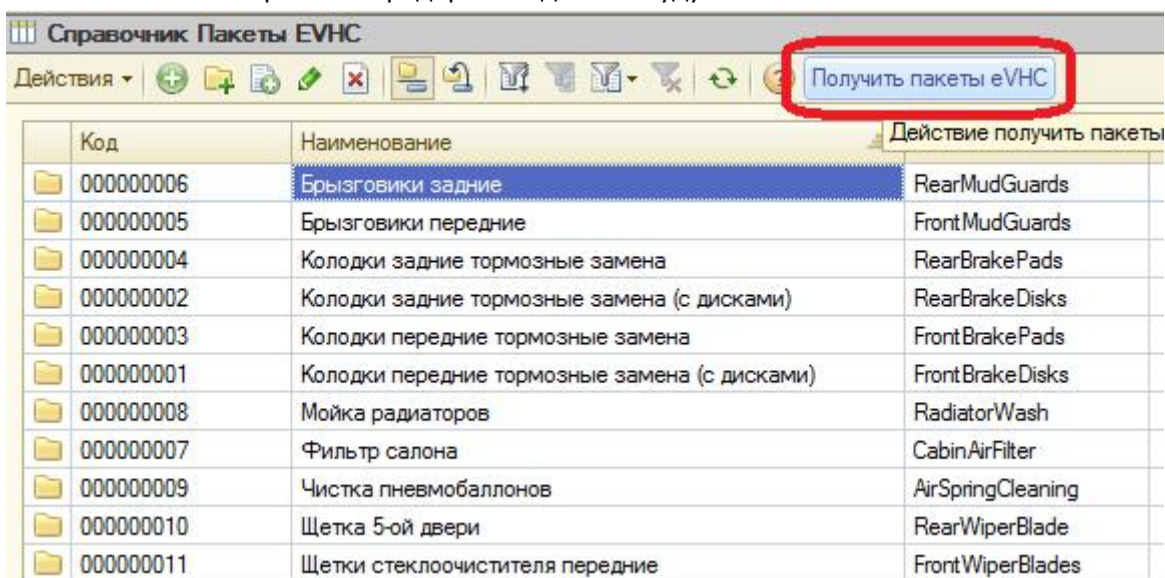 Справочник Пакеты EVHC
Действия Получить пакеты eVHC
Код Наименование Действие получить пакеты
000000006 Брызговики задние RearMudGuards
000000005 Брызговики передние FrontMudGuards
000000004 Колодки задние тормозные замена RearBrakePads
000000002 Колодки задние тормозные замена (с дисками) RearBrakeDisks
000000003 Колодки передние тормозные замена FrontBrakePads
000000001 Колодки передние тормозные замена (с дисками) FrontBrakeDisks
000000008 Мойка радиаторов RadiatorWash
000000007 Фильтр салона CabinAirFilter
000000009 Чистка пневмобаллонов AirSpringCleaning
000000010 Щетка 5-ой двери RearWiperBlade
000000011 Щетки стеклоочистителя передние FrontWiperBlades